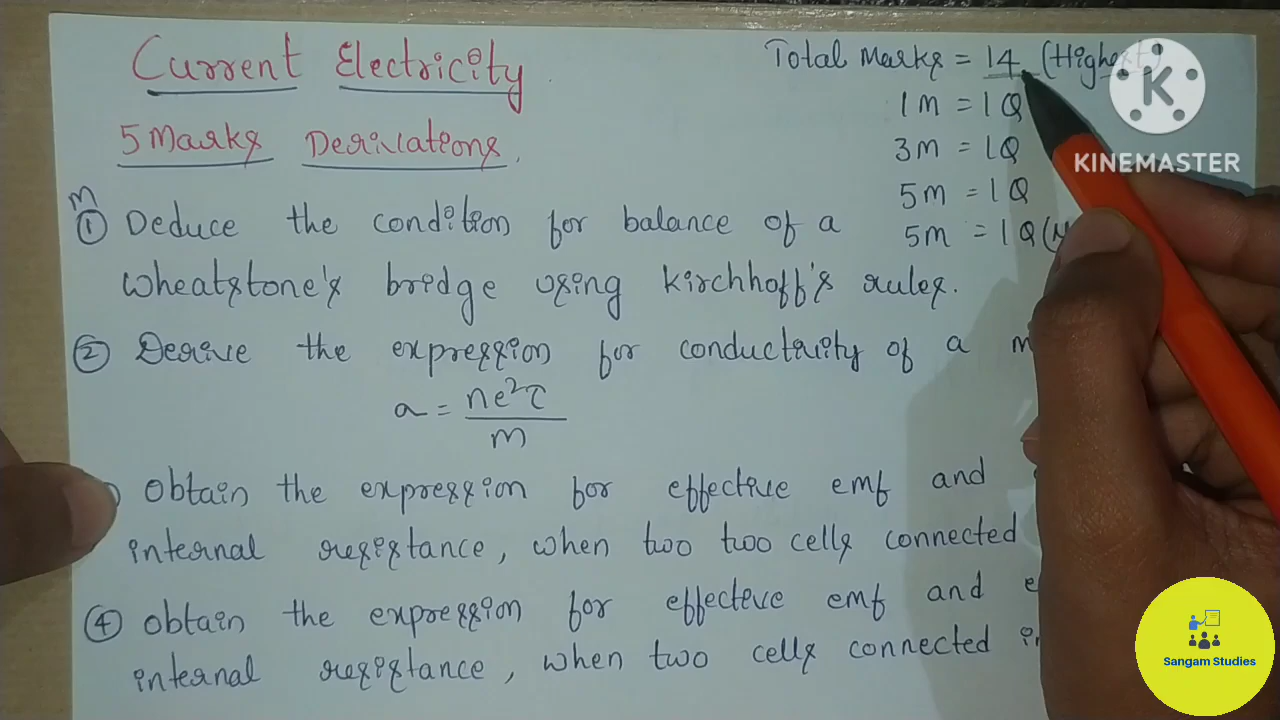 Current Electricity
Total Marks = 14 (Highest)
1M = 1Q
KINEMASTER
5 Marks Derivations.
3M = 1Q
5M = 1Q
M
① Deduce the condition for balance of a
5M = 1Q
Wheatstone's bridge using Kirchhoff's rules.
② Derive the expression for conductivity of a
σ = ne²τ
m
Obtain the expression for effective emf and
internal resistance, when two two cells connected
④ obtain the expression for effective emf and
internal resistance, when two cells connected
Sangam Studies